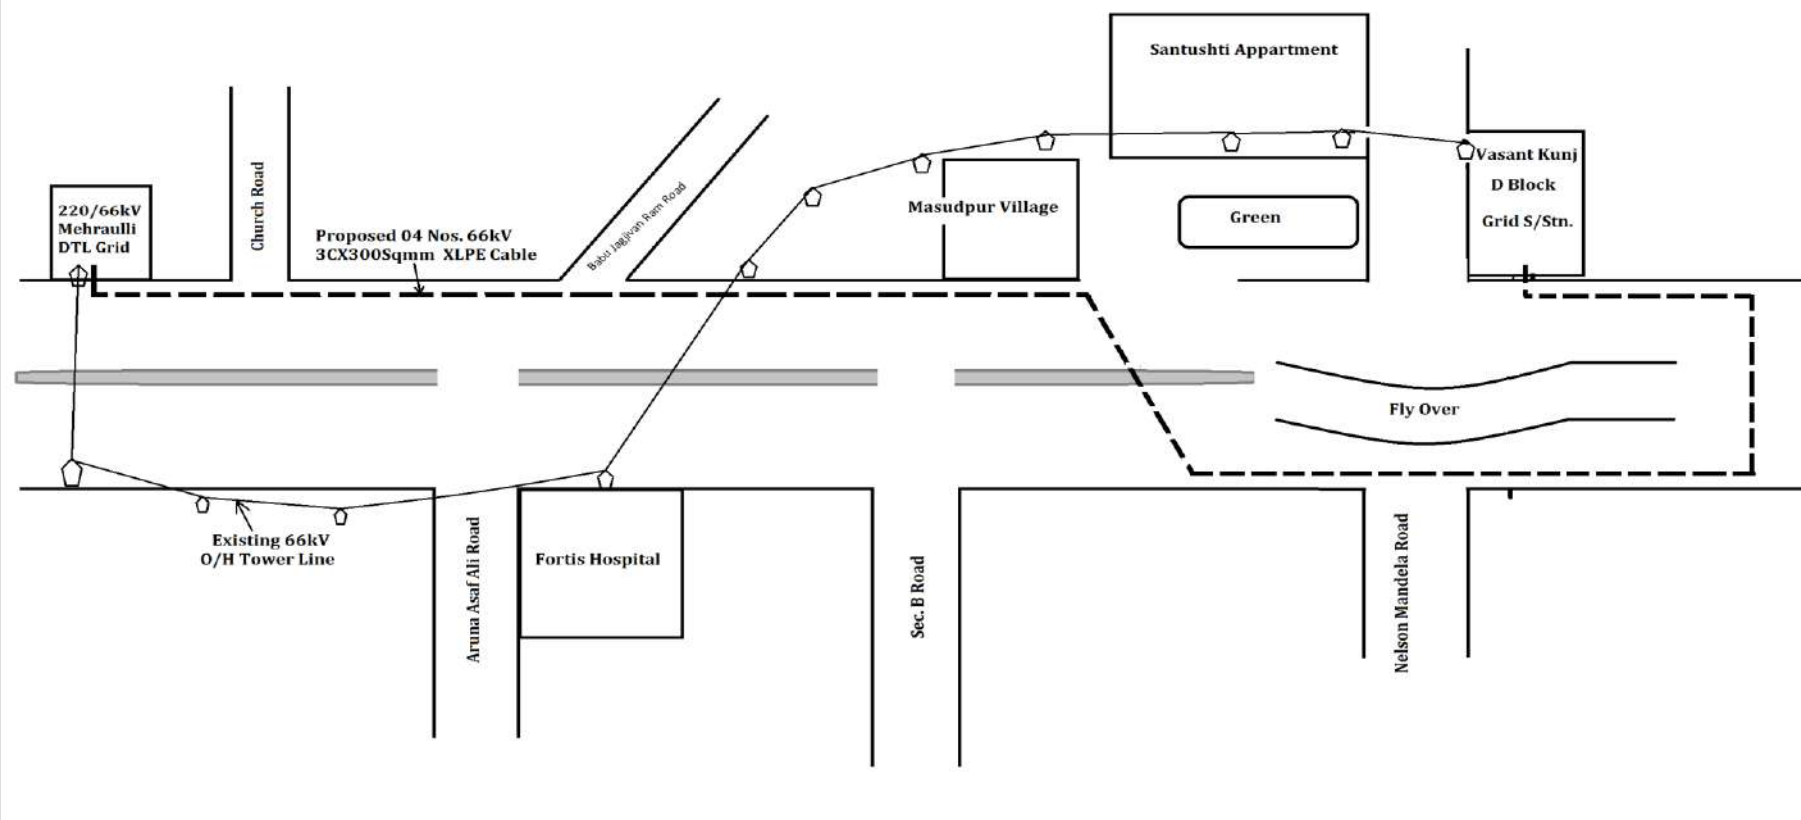 Santushti Appartment
Vasant Kunj
D Block
Grid S/Stn.
Church Road
Babu Jagjivan Ram Road
220/66kV
Mehraulli
DTL Grid
Masudpur Village
Green
Proposed 04 Nos. 66kV
3CX300Sqmm XLPE Cable
Fly Over
Existing 66kV
O/H Tower Line
Aruna Asaf Ali Road
Fortis Hospital
Sec. B Road
Nelson Mandela Road